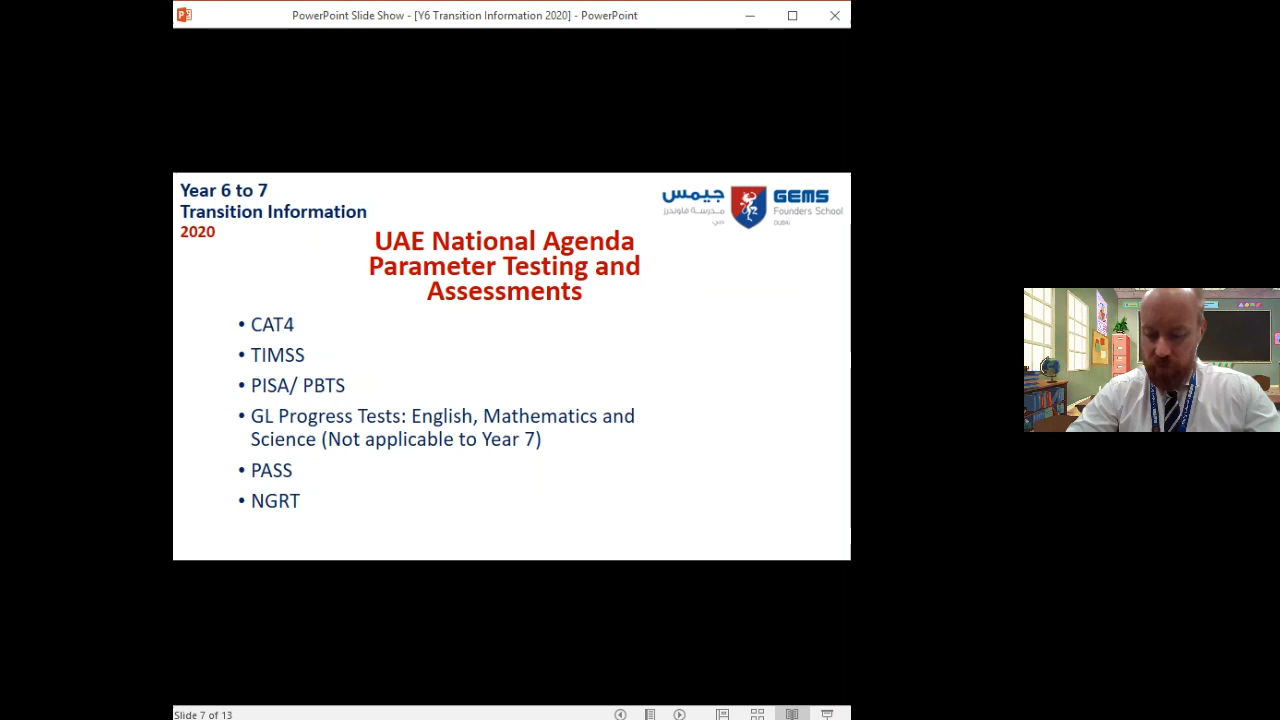 PowerPoint Slide Show - [Y6 Transition Information 2020] - PowerPoint
Year 6 to 7
Transition Information
2020
جيمس
مدرسة فاوندرز
دبي
GEMS
Founders School
DUBAI
UAE National Agenda
Parameter Testing and
Assessments
• CAT4
• TIMSS
• PISA/ PBTS
• GL Progress Tests: English, Mathematics and
Science (Not applicable to Year 7)
• PASS
• NGRT
Slide 7 of 13